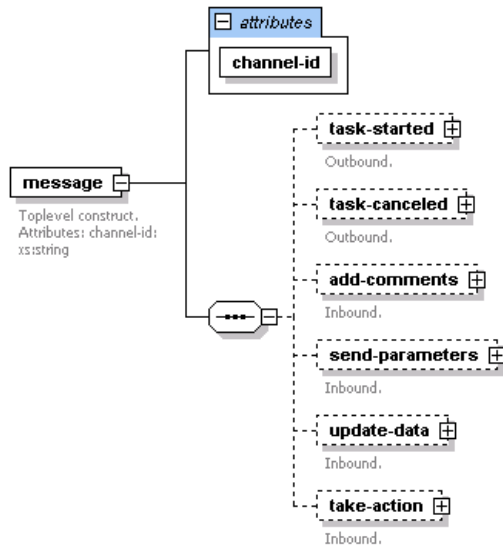 attributes
channel-id
message
Toplevel construct.
Attributes: channel-id:
xs:string
task-started
Outbound.
task-canceled
Outbound.
add-comments
Inbound.
send-parameters
Inbound.
update-data
Inbound.
take-action
Inbound.